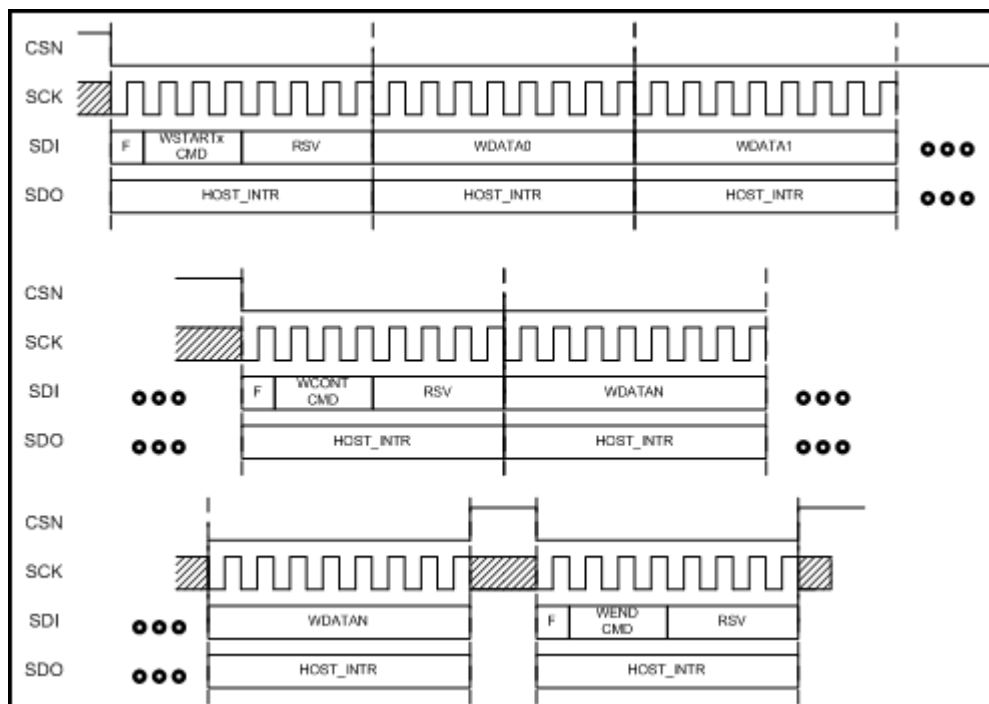 CSN
SCK
SDI F WSTARTx CMD RSV WDATA0 WDATA1
SDO HOST_INTR HOST_INTR HOST_INTR
CSN
SCK
SDI F WCONT CMD RSV WDATAN
SDO HOST_INTR HOST_INTR
CSN
SCK
SDI WDATAN F WEND CMD RSV
SDO HOST_INTR HOST_INTR